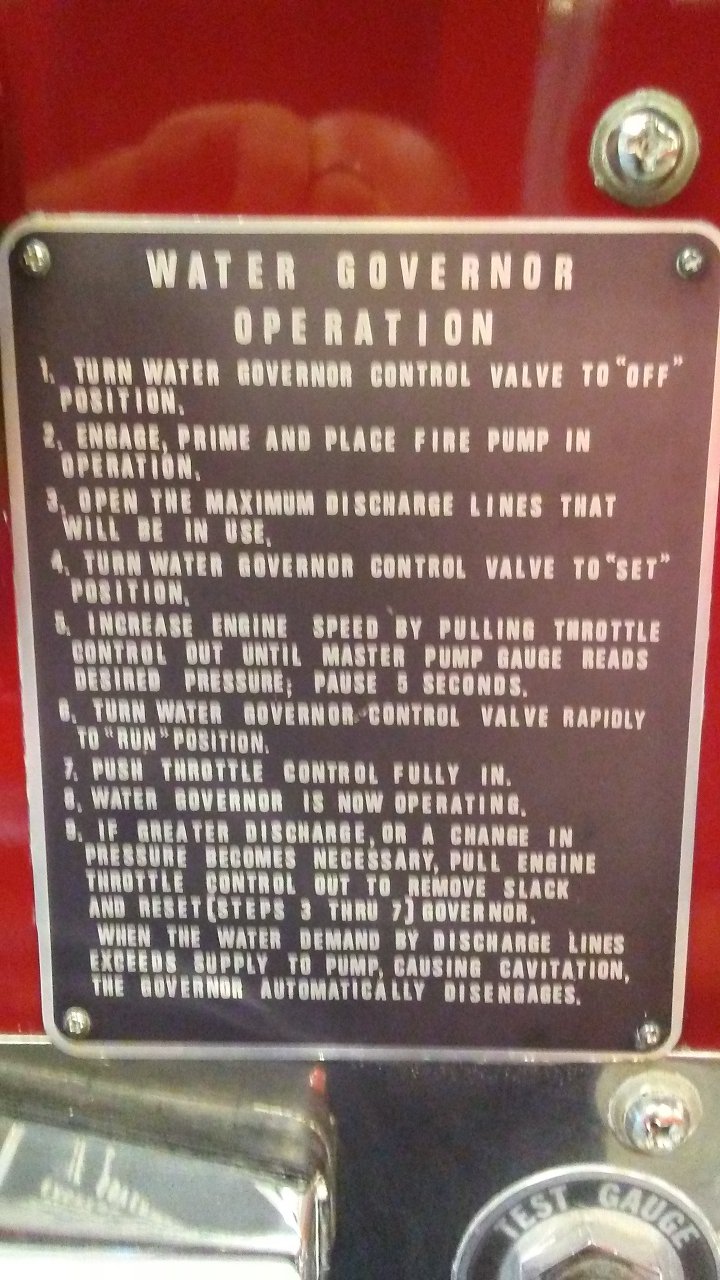 WATER GOVERNOR
OPERATION
1. TURN WATER GOVERNOR CONTROL VALVE TO "OFF"
POSITION.
2. ENGAGE, PRIME AND PLACE FIRE PUMP IN
OPERATION.
3. OPEN THE MAXIMUM DISCHARGE LINES THAT
WILL BE IN USE.
4. TURN WATER GOVERNOR CONTROL VALVE TO "SET"
POSITION.
5. INCREASE ENGINE SPEED BY PULLING THROTTLE
CONTROL OUT UNTIL MASTER PUMP GAUGE READS
DESIRED PRESSURE; PAUSE 5 SECONDS.
6. TURN WATER GOVERNOR CONTROL VALVE RAPIDLY
TO "RUN" POSITION.
7. PUSH THROTTLE CONTROL FULLY IN.
8. WATER GOVERNOR IS NOW OPERATING.
9. IF GREATER DISCHARGE, OR A CHANGE IN
PRESSURE BECOMES NECESSARY, PULL ENGINE
THROTTLE CONTROL OUT TO REMOVE SLACK
AND RESET (STEPS 3 THRU 7) GOVERNOR.
WHEN THE WATER DEMAND BY DISCHARGE LINES
EXCEEDS SUPPLY TO PUMP, CAUSING CAVITATION,
THE GOVERNOR AUTOMATICALLY DISENGAGES.
TEST GAUGE